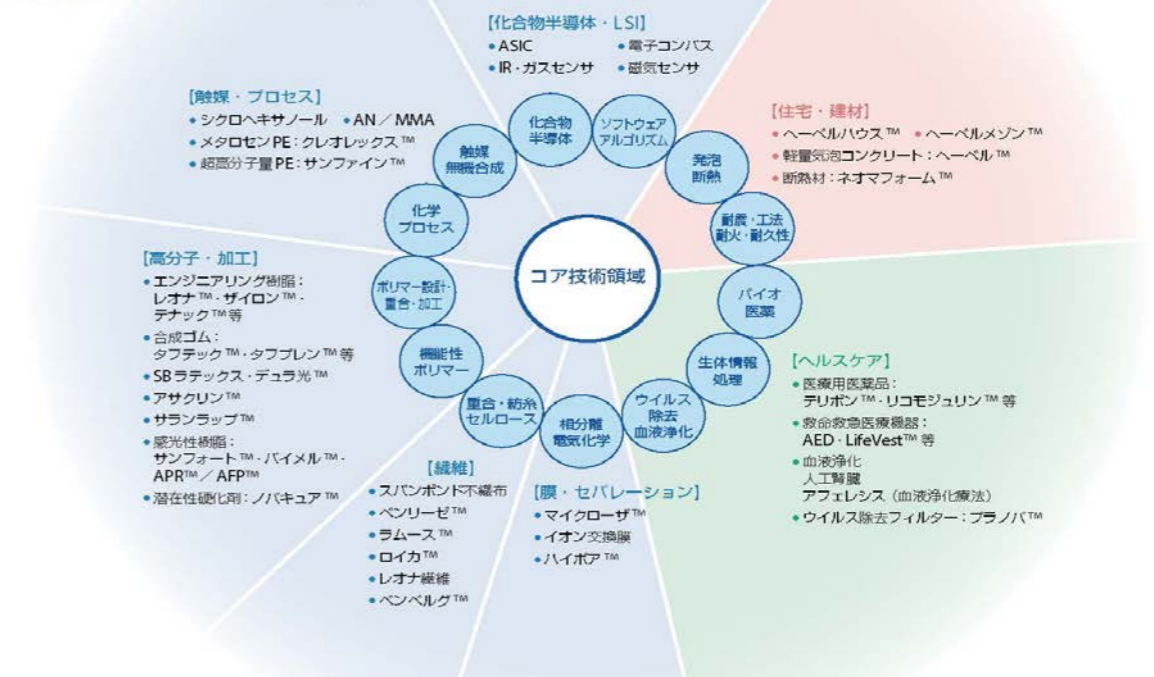 【化合物半導体・LSI】
• ASIC • 電子コンパス
• IR・ガスセンサ • 磁気センサ
【触媒・プロセス】
• シクロヘキサノール • AN／MMA
• メタロセンPE：クレオレックス™
• 超高分子量PE：サンファイン™
【住宅・建材】
• ヘーベルハウス™ • ヘーベルメゾン™
• 軽量気泡コンクリート：ヘーベル™
• 断熱材：ネオマフォーム™
化合物
半導体
ソフトウェア
アルゴリズム
発泡
断熱
耐震・工法
耐火・耐久性
バイオ
医薬
生体情報
処理
ウイルス
除去
血液浄化
相分離
電気化学
重合・紡糸
セルロース
機能性
ポリマー
ポリマー設計・
重合・加工
化学
プロセス
触媒
無機合成
コア技術領域
【高分子・加工】
• エンジニアリング樹脂：
レオナ™・ザイロン™・
テナック™等
• 合成ゴム：
タフテック™・タフプレン™等
• SBラテックス・デュラ光™
• アサクリン™
• サランラップ™
• 感光性樹脂：
サンフォート™・パイメル™・
APR™／AFP™
• 潜在性硬化剤：ノバキュア™
【繊維】
• スパンボンド不織布
• ベンリーゼ™
• ラムース™
• ロイカ™
• レオナ繊維
• ベンベルグ™
【膜・セパレーション】
• マイクローザ™
• イオン交換膜
• ハイポア™
【ヘルスケア】
• 医療用医薬品：
テリボン™・リコモジュリン™等
• 救命救急医療機器：
AED・LifeVest™等
• 血液浄化
人工腎臓
アフェレシス（血液浄化療法）
• ウイルス除去フィルター：プラノバ™